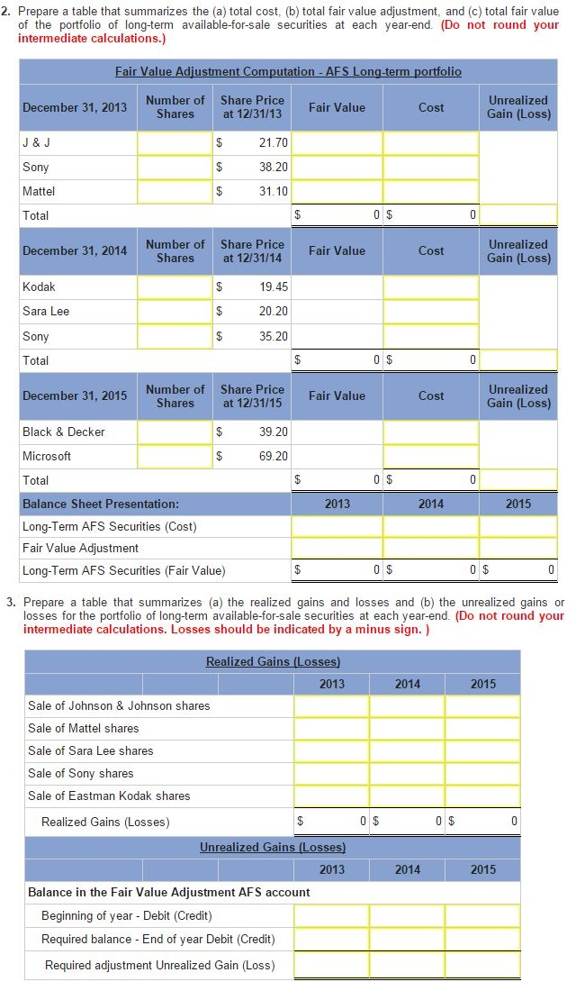 2. Prepare a table that summarizes the (a) total cost, (b) total fair value adjustment, and (c) total fair value
of the portfolio of long-term available-for-sale securities at each year-end. (Do not round your
intermediate calculations.)
Fair Value Adjustment Computation - AFS Long-term portfolio
December 31, 2013 Number of Shares Share Price at 12/31/13 Fair Value Cost Unrealized Gain (Loss)
J & J $ 21.70
Sony $ 38.20
Mattel $ 31.10
Total $ 0 $ 0
December 31, 2014 Number of Shares Share Price at 12/31/14 Fair Value Cost Unrealized Gain (Loss)
Kodak $ 19.45
Sara Lee $ 20.20
Sony $ 35.20
Total $ 0 $ 0
December 31, 2015 Number of Shares Share Price at 12/31/15 Fair Value Cost Unrealized Gain (Loss)
Black & Decker $ 39.20
Microsoft $ 69.20
Total $ 0 $ 0
Balance Sheet Presentation: 2013 2014 2015
Long-Term AFS Securities (Cost)
Fair Value Adjustment
Long-Term AFS Securities (Fair Value) $ 0 $ 0 $ 0
3. Prepare a table that summarizes (a) the realized gains and losses and (b) the unrealized gains or
losses for the portfolio of long-term available-for-sale securities at each year-end. (Do not round your
intermediate calculations. Losses should be indicated by a minus sign. )
Realized Gains (Losses)
2013 2014 2015
Sale of Johnson & Johnson shares
Sale of Mattel shares
Sale of Sara Lee shares
Sale of Sony shares
Sale of Eastman Kodak shares
Realized Gains (Losses) $ 0 $ 0 $ 0
Unrealized Gains (Losses)
2013 2014 2015
Balance in the Fair Value Adjustment AFS account
Beginning of year - Debit (Credit)
Required balance - End of year Debit (Credit)
Required adjustment Unrealized Gain (Loss)